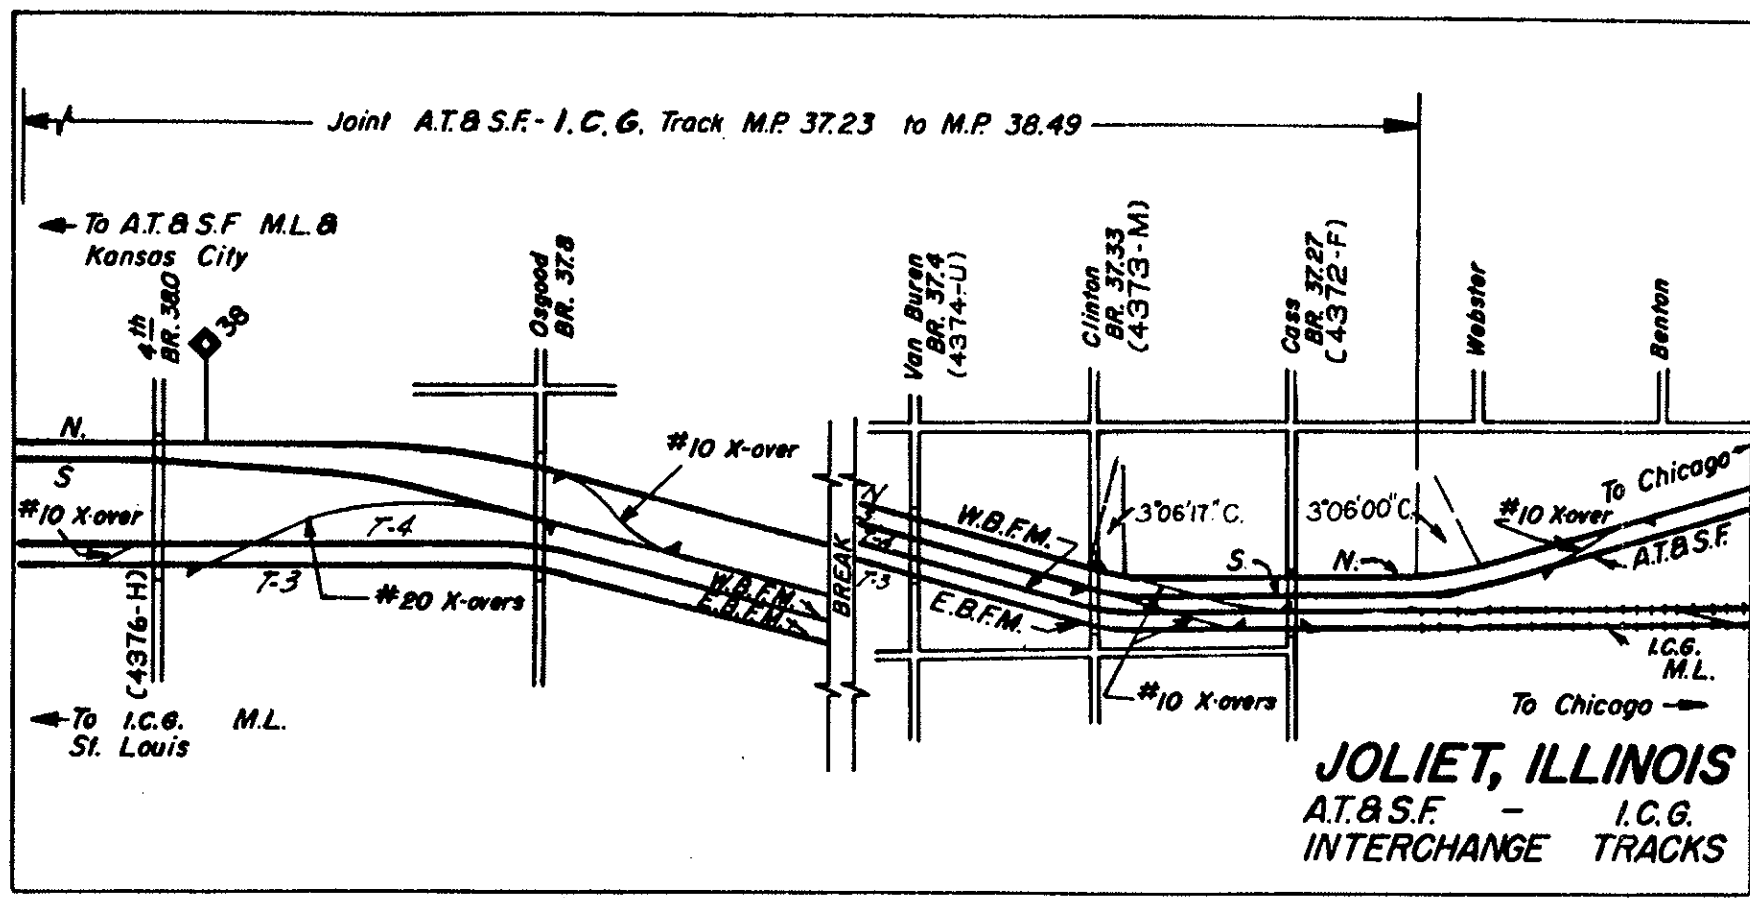 Joint A.T. & S.F. - I. C. G. Track M.P. 37.23 to M.P. 38.49
To A.T. & S.F M.L. &
Kansas City
4th
BR. 38.0
38
Osgood
BR. 37.8
Van Buren
BR. 37.4
(4374-U)
Clinton
BR. 37.33
(4373-M)
Cass
BR. 37.27
(4372-F)
Webster
Benton
N.
S
#10 X-over
T-4
T-3
#20 X-overs
(4376-H)
#10 X-over
W.B.F.M.
E.B.F.M.
BREAK
N
S
T-4
T-3
W.B.F.M.
E.B.F.M.
3°06'17" C.
3°06'00" C.
S.
N.
#10 X-over
To Chicago
A.T. & S.F.
#10 X-overs
I.C.G.
M.L.
To Chicago
To I.C.G. M.L.
St. Louis
JOLIET, ILLINOIS
A.T. & S.F. - I.C.G.
INTERCHANGE TRACKS